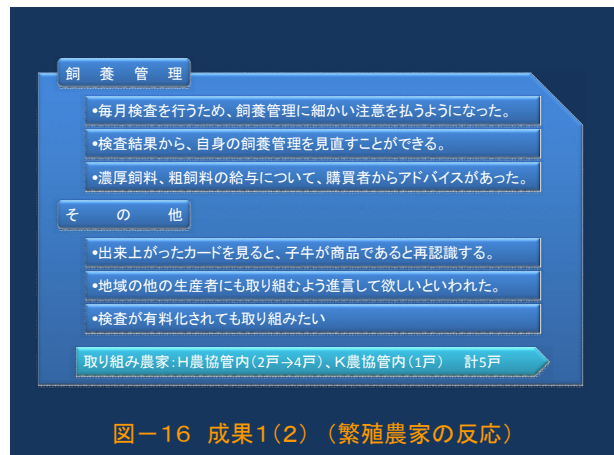 飼　養　管　理
•毎月検査を行うため、飼養管理に細かい注意を払うようになった。
•検査結果から、自身の飼養管理を見直すことができる。
•濃厚飼料、粗飼料の給与について、購買者からアドバイスがあった。
そ　の　他
•出来上がったカードを見ると、子牛が商品であると再認識する。
•地域の他の生産者にも取り組むよう進言して欲しいといわれた。
•検査が有料化されても取り組みたい
取り組み農家：H農協管内（2戸→4戸）、K農協管内（1戸）　計5戸
図－16 成果1（2）（繁殖農家の反応）